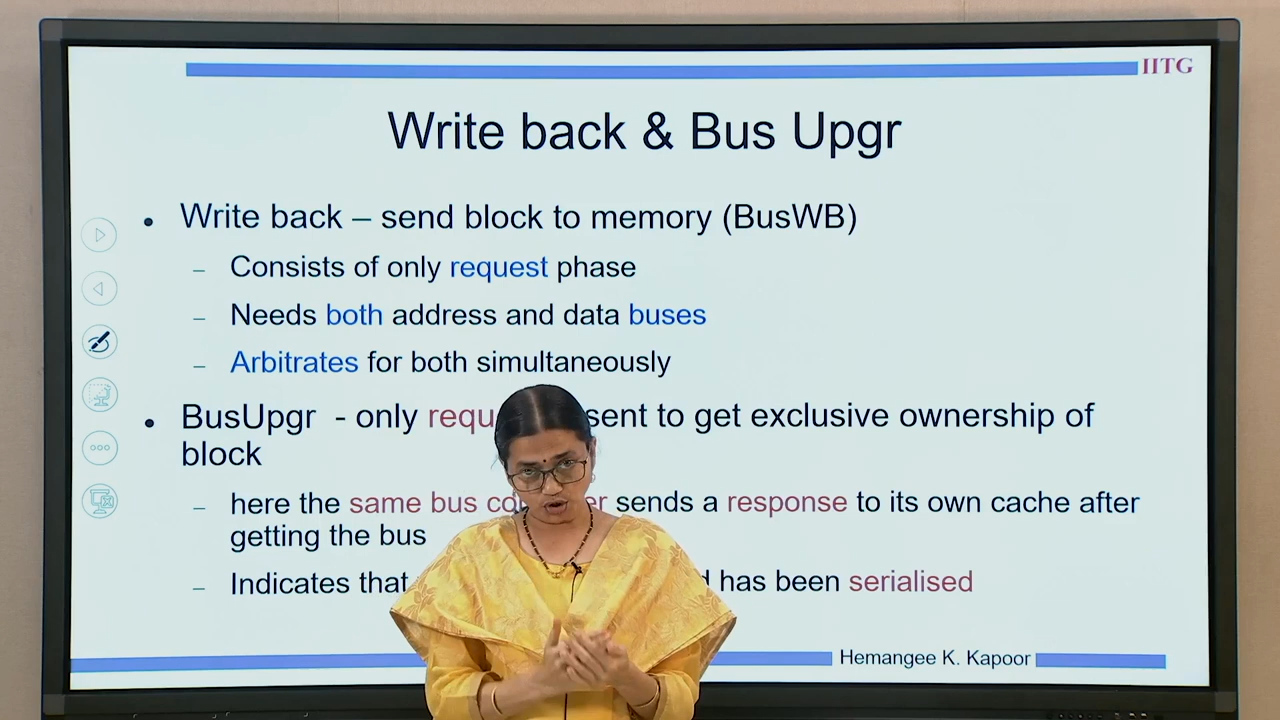 IITG
Write back & Bus Upgr
• Write back – send block to memory (BusWB)
– Consists of only request phase
– Needs both address and data buses
– Arbitrates for both simultaneously
• BusUpgr - only sent to get exclusive ownership of
block
– here the same bus sends a response to its own cache after
getting the bus
– Indicates that has been serialised
Hemangee K. Kapoor